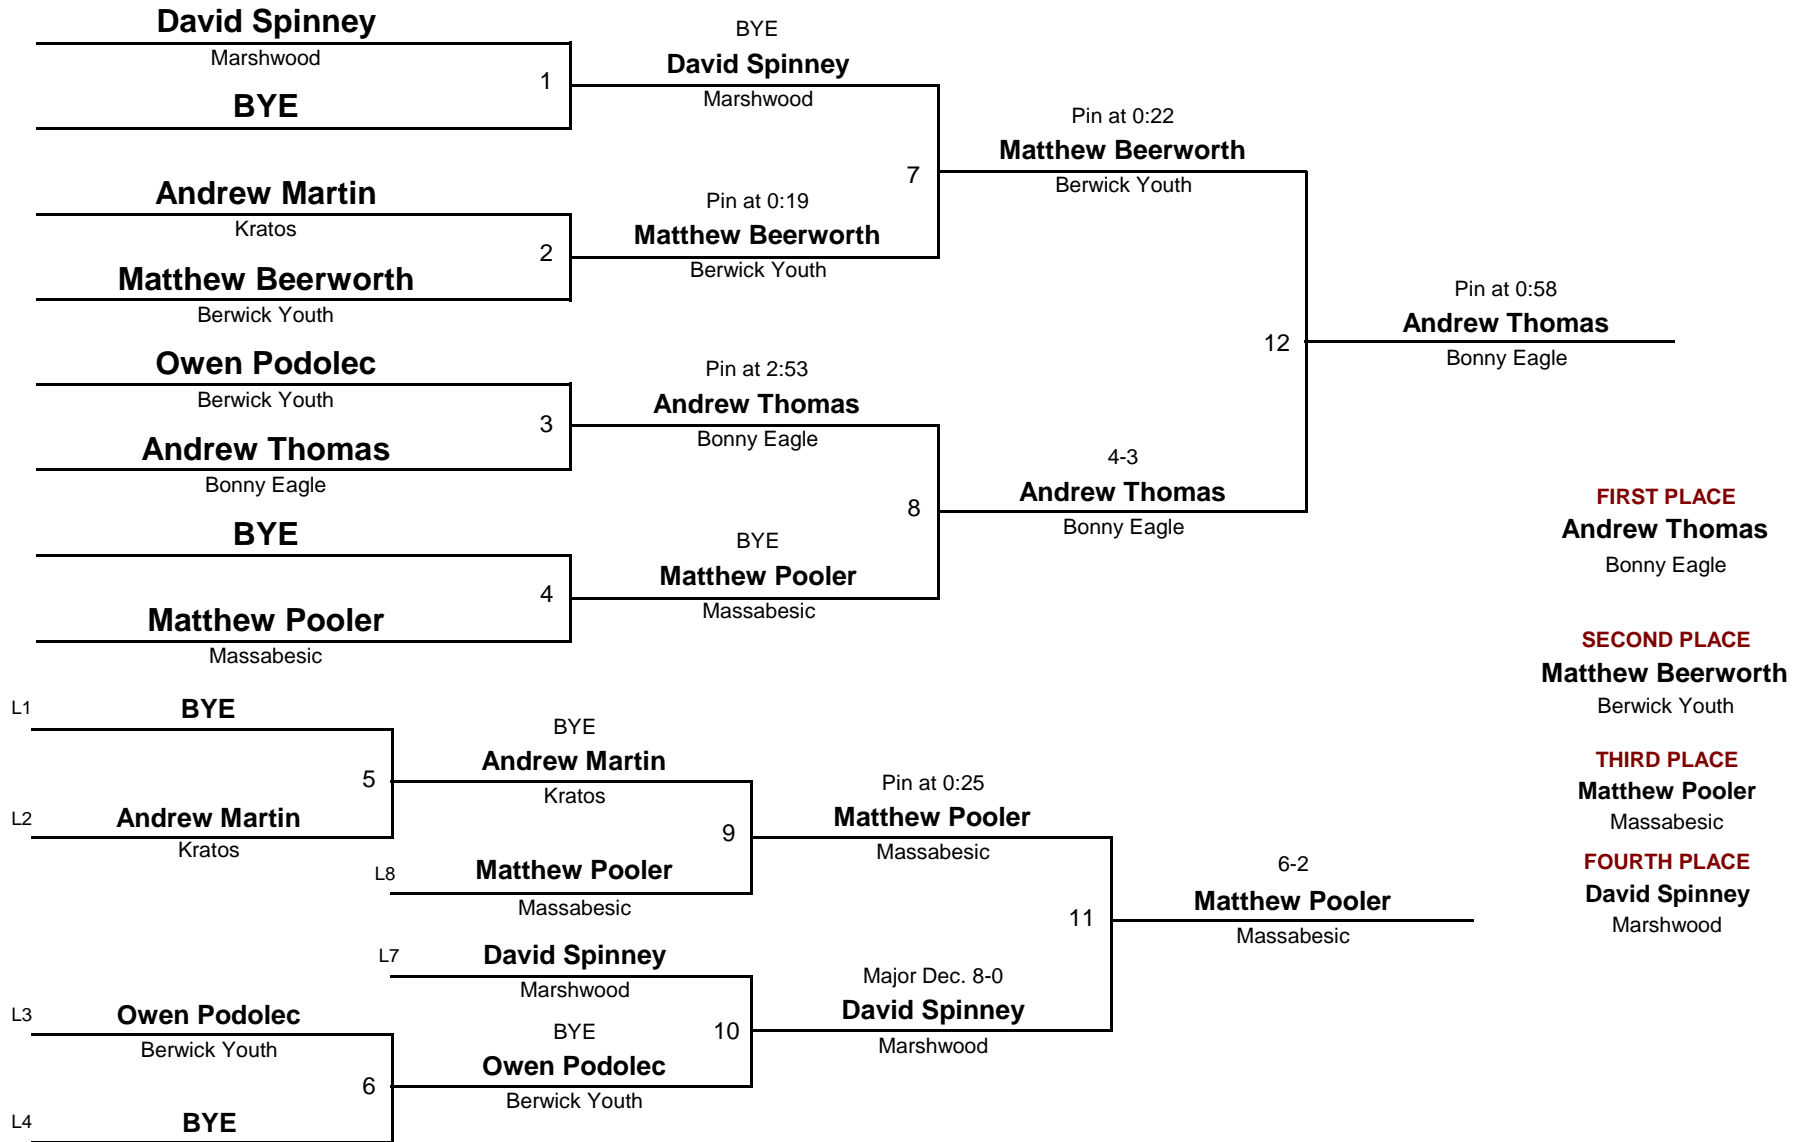 David Spinney
Marshwood
1
BYE
BYE
David Spinney
Marshwood
Andrew Martin
Kratos
2
Matthew Beerworth
Berwick Youth
Pin at 0:19
Matthew Beerworth
Berwick Youth
7
Pin at 0:22
Matthew Beerworth
Berwick Youth
Owen Podolec
Berwick Youth
3
Andrew Thomas
Bonny Eagle
Pin at 2:53
Andrew Thomas
Bonny Eagle
BYE
4
Matthew Pooler
Massabesic
BYE
Matthew Pooler
Massabesic
8
4-3
Andrew Thomas
Bonny Eagle
12
Pin at 0:58
Andrew Thomas
Bonny Eagle
FIRST PLACE
Andrew Thomas
Bonny Eagle
SECOND PLACE
Matthew Beerworth
Berwick Youth
THIRD PLACE
Matthew Pooler
Massabesic
FOURTH PLACE
David Spinney
Marshwood
L1
BYE
5
L2
Andrew Martin
Kratos
BYE
Andrew Martin
Kratos
9
L8
Matthew Pooler
Massabesic
Pin at 0:25
Matthew Pooler
Massabesic
L7
David Spinney
Marshwood
10
L3
Owen Podolec
Berwick Youth
6
L4
BYE
BYE
Owen Podolec
Berwick Youth
Major Dec. 8-0
David Spinney
Marshwood
11
6-2
Matthew Pooler
Massabesic